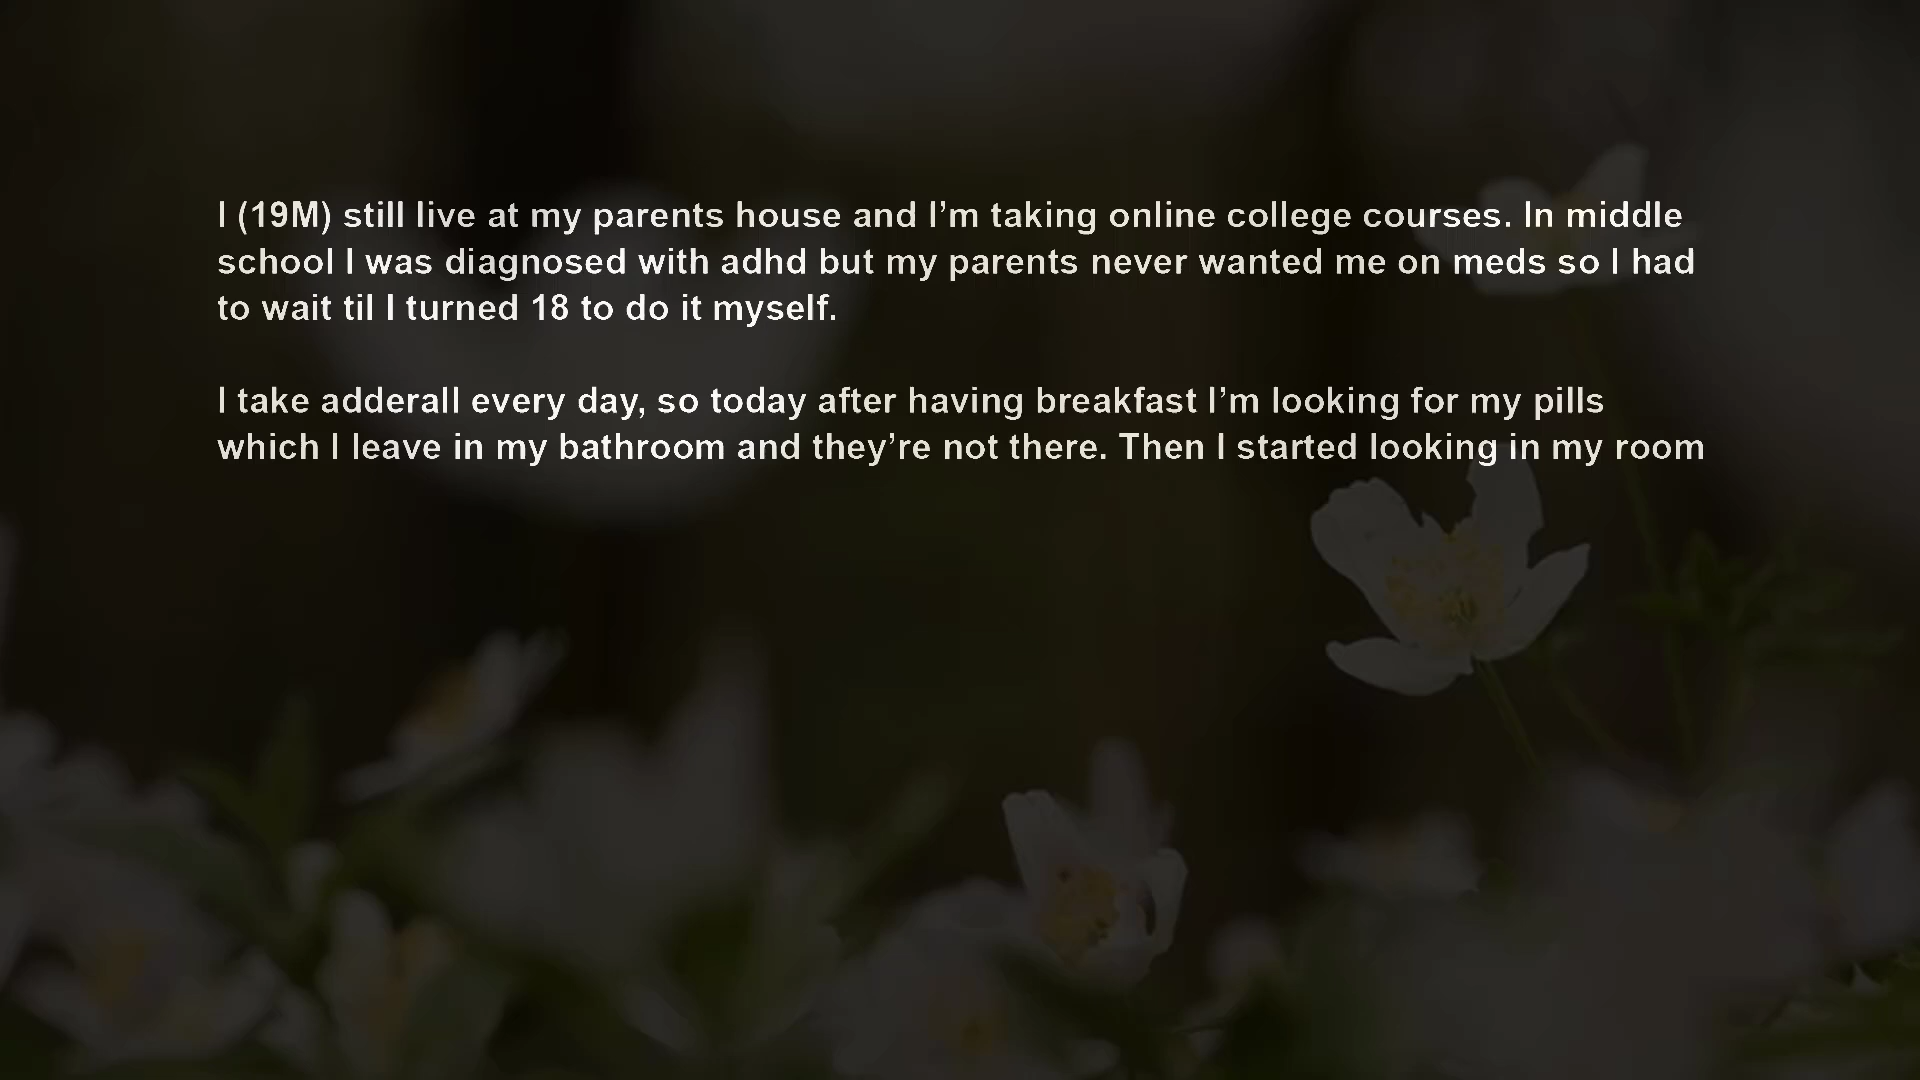 I (19M) still live at my parents house and I’m taking online college courses. In middle
school I was diagnosed with adhd but my parents never wanted me on meds so I had
to wait til I turned 18 to do it myself.
I take adderall every day, so today after having breakfast I’m looking for my pills
which I leave in my bathroom and they’re not there. Then I started looking in my room